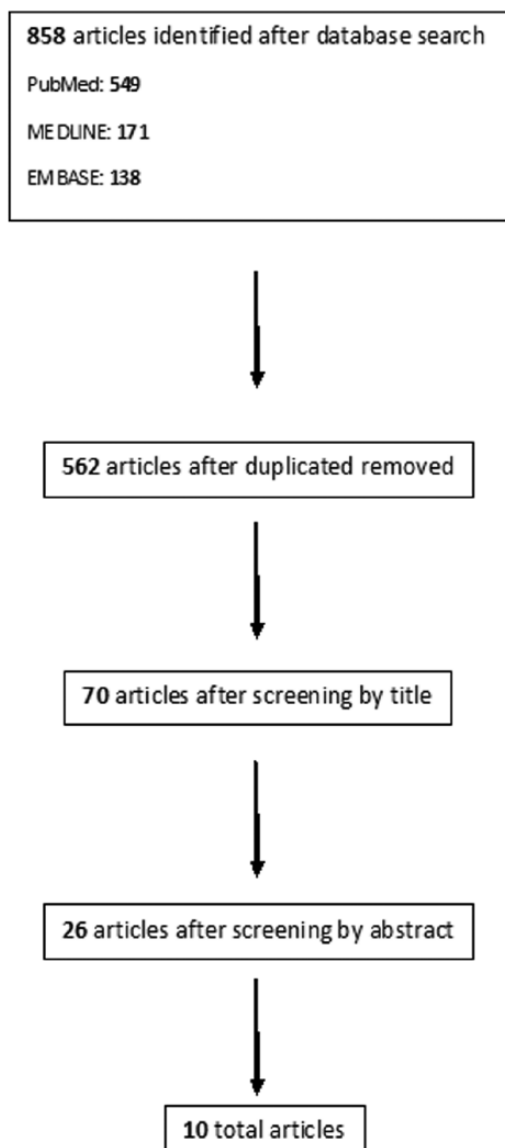 858 articles identified after database search
PubMed: 549
MEDLINE: 171
EMBASE: 138
562 articles after duplicated removed
70 articles after screening by title
26 articles after screening by abstract
10 total articles